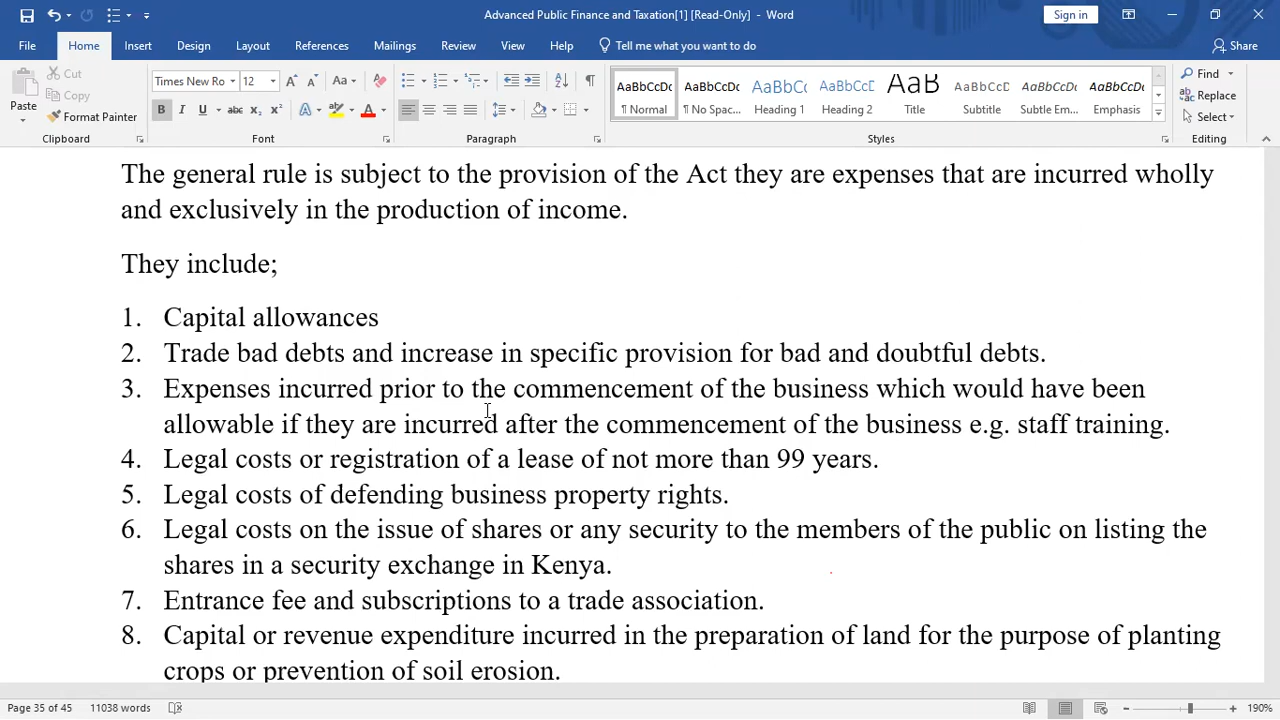 Advanced Public Finance and Taxation[1] [Read-Only] - Word
Sign in
File Home Insert Design Layout References Mailings Review View Help Tell me what you want to do Share
Paste
Cut
Copy
Format Painter
Times New Ro 12
AaBbCcDc AaBbCcDc AaBbCc AaBbCcD AaB AaBbCcD AaBbCcDc AaBbCcDc
¶ Normal ¶ No Spac... Heading 1 Heading 2 Title Subtitle Subtle Em... Emphasis
Find
Replace
Select
Clipboard Font Paragraph Styles Editing
The general rule is subject to the provision of the Act they are expenses that are incurred wholly
and exclusively in the production of income.
They include;
1. Capital allowances
2. Trade bad debts and increase in specific provision for bad and doubtful debts.
3. Expenses incurred prior to the commencement of the business which would have been
allowable if they are incurred after the commencement of the business e.g. staff training.
4. Legal costs or registration of a lease of not more than 99 years.
5. Legal costs of defending business property rights.
6. Legal costs on the issue of shares or any security to the members of the public on listing the
shares in a security exchange in Kenya.
7. Entrance fee and subscriptions to a trade association.
8. Capital or revenue expenditure incurred in the preparation of land for the purpose of planting
crops or prevention of soil erosion.
Page 35 of 45 11038 words 190%